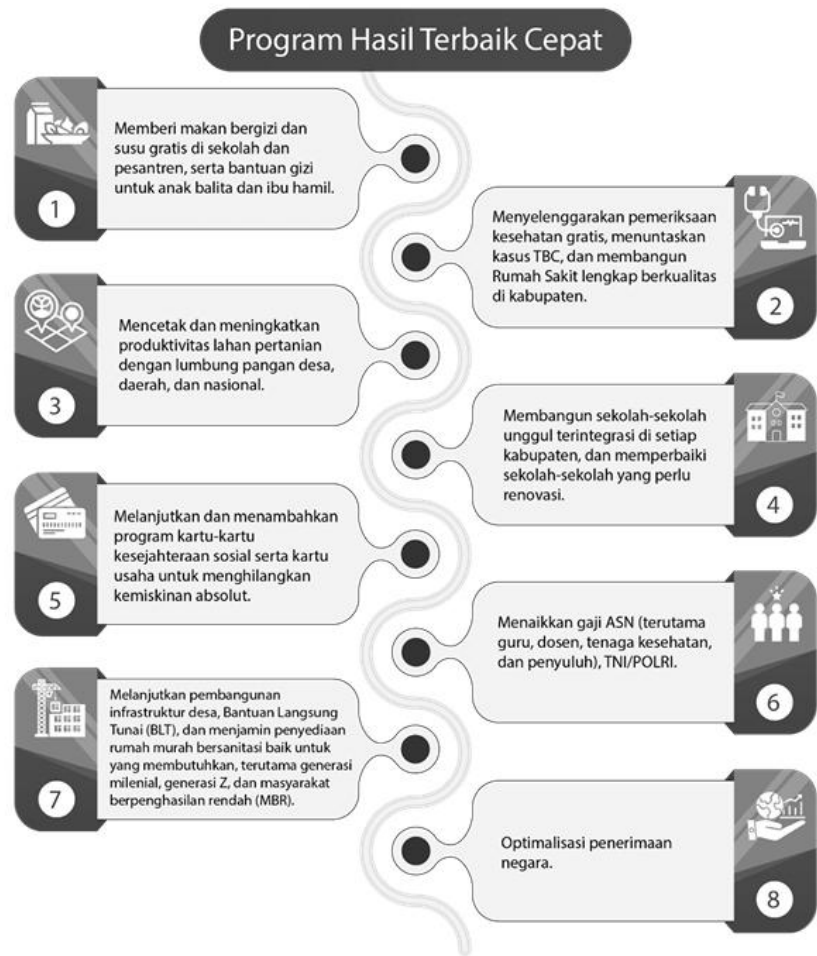 Program Hasil Terbaik Cepat
Memberi makan bergizi dan
susu gratis di sekolah dan
pesantren, serta bantuan gizi
untuk anak balita dan ibu hamil.
1
Menyelenggarakan pemeriksaan
kesehatan gratis, menuntaskan
kasus TBC, dan membangun
Rumah Sakit lengkap berkualitas
di kabupaten.
2
Mencetak dan meningkatkan
produktivitas lahan pertanian
dengan lumbung pangan desa,
daerah, dan nasional.
3
Membangun sekolah-sekolah
unggul terintegrasi di setiap
kabupaten, dan memperbaiki
sekolah-sekolah yang perlu
renovasi.
4
Melanjutkan dan menambahkan
program kartu-kartu
kesejahteraan sosial serta kartu
usaha untuk menghilangkan
kemiskinan absolut.
5
Menaikkan gaji ASN (terutama
guru, dosen, tenaga kesehatan,
dan penyuluh), TNI/POLRI.
6
Melanjutkan pembangunan
infrastruktur desa, Bantuan Langsung
Tunai (BLT), dan menjamin penyediaan
rumah murah bersanitasi baik untuk
yang membutuhkan, terutama generasi
milenial, generasi Z, dan masyarakat
berpenghasilan rendah (MBR).
7
Optimalisasi penerimaan
negara.
8